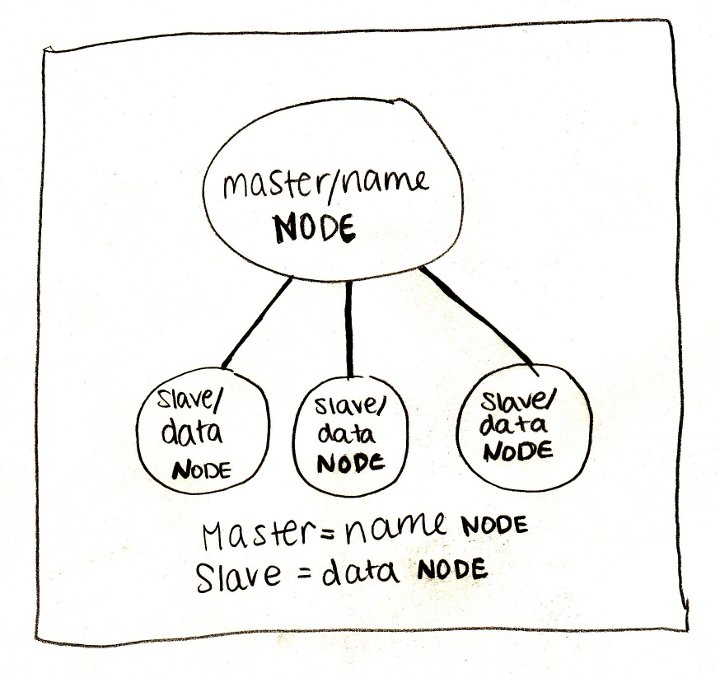 master/name
NODE
slave/
data
NODE
slave/
data
NODE
slave/
data
NODE
Master = name NODE
Slave = data NODE